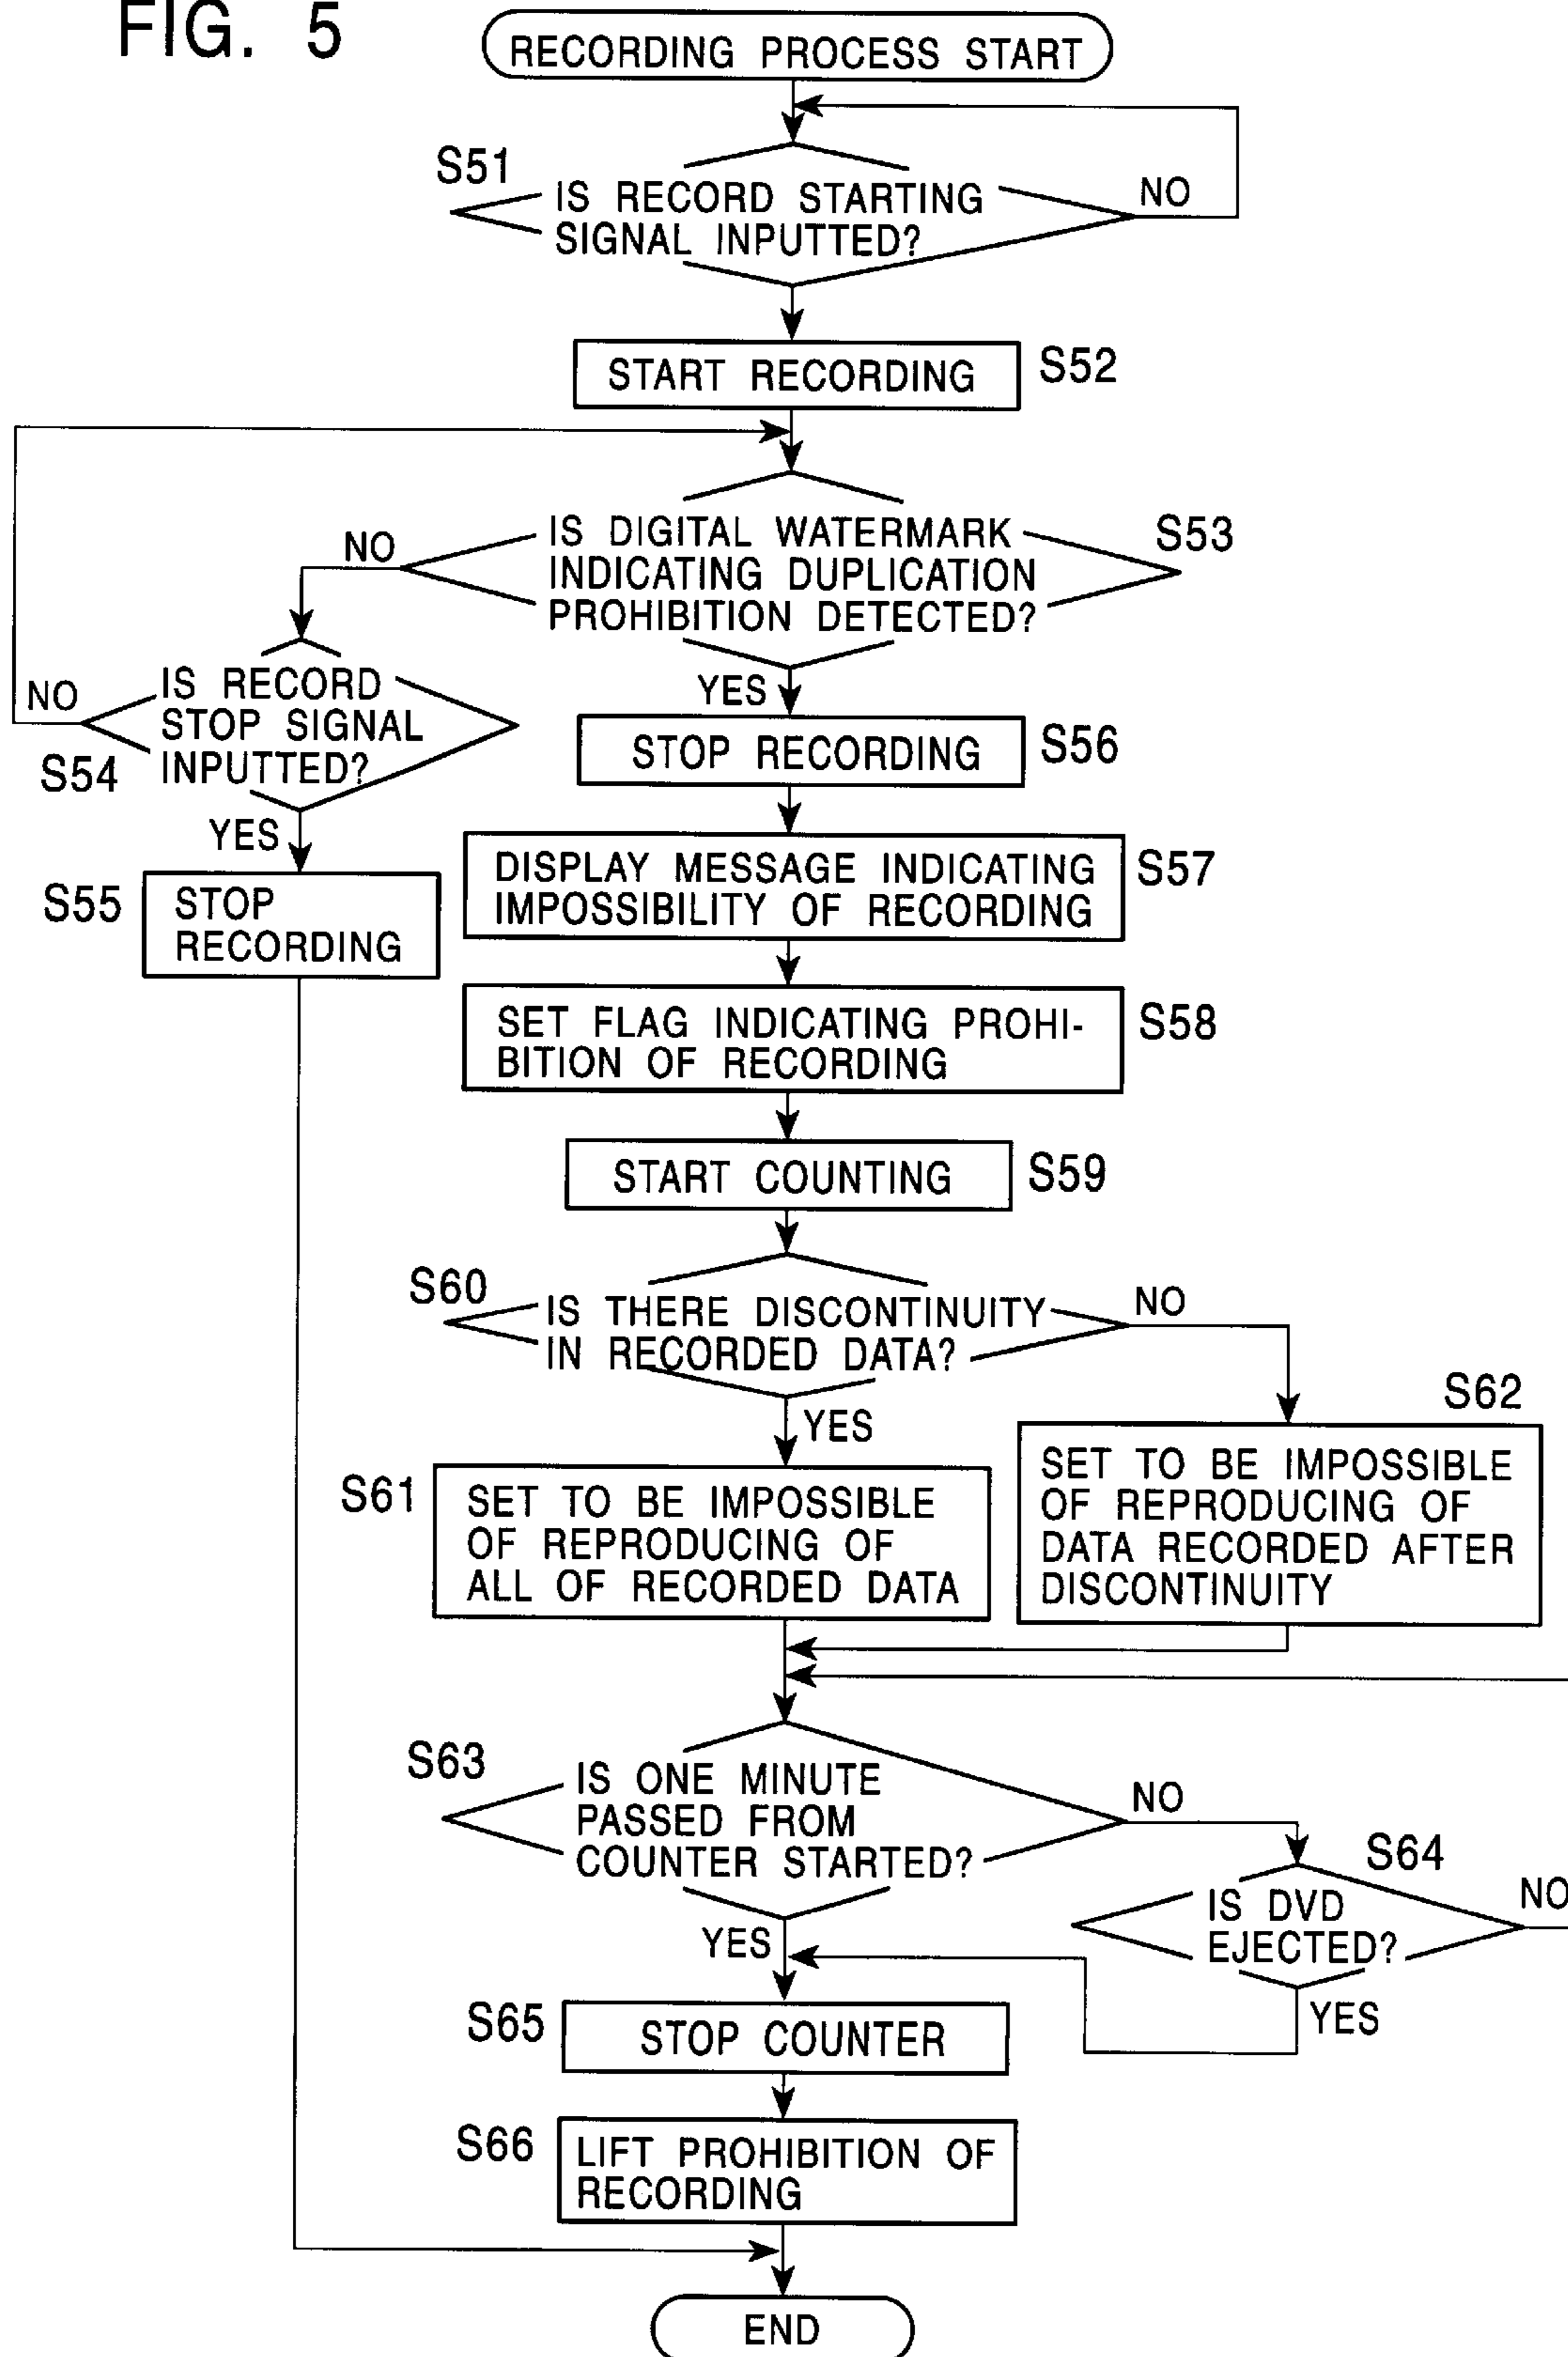 FIG. 5
RECORDING PROCESS START
S51
IS RECORD STARTING
SIGNAL INPUTTED?
NO
START RECORDING
S52
IS DIGITAL WATERMARK
INDICATING DUPLICATION
PROHIBITION DETECTED?
S53
NO
YES
IS RECORD
STOP SIGNAL
INPUTTED?
NO
S54
YES
STOP RECORDING
S56
S55
STOP
RECORDING
DISPLAY MESSAGE INDICATING
IMPOSSIBILITY OF RECORDING
S57
SET FLAG INDICATING PROHI-
BITION OF RECORDING
S58
START COUNTING
S59
S60
IS THERE DISCONTINUITY
IN RECORDED DATA?
NO
YES
S61
SET TO BE IMPOSSIBLE
OF REPRODUCING OF
ALL OF RECORDED DATA
S62
SET TO BE IMPOSSIBLE
OF REPRODUCING OF
DATA RECORDED AFTER
DISCONTINUITY
S63
IS ONE MINUTE
PASSED FROM
COUNTER STARTED?
NO
YES
S64
IS DVD
EJECTED?
NO
YES
S65
STOP COUNTER
S66
LIFT PROHIBITION OF
RECORDING
END